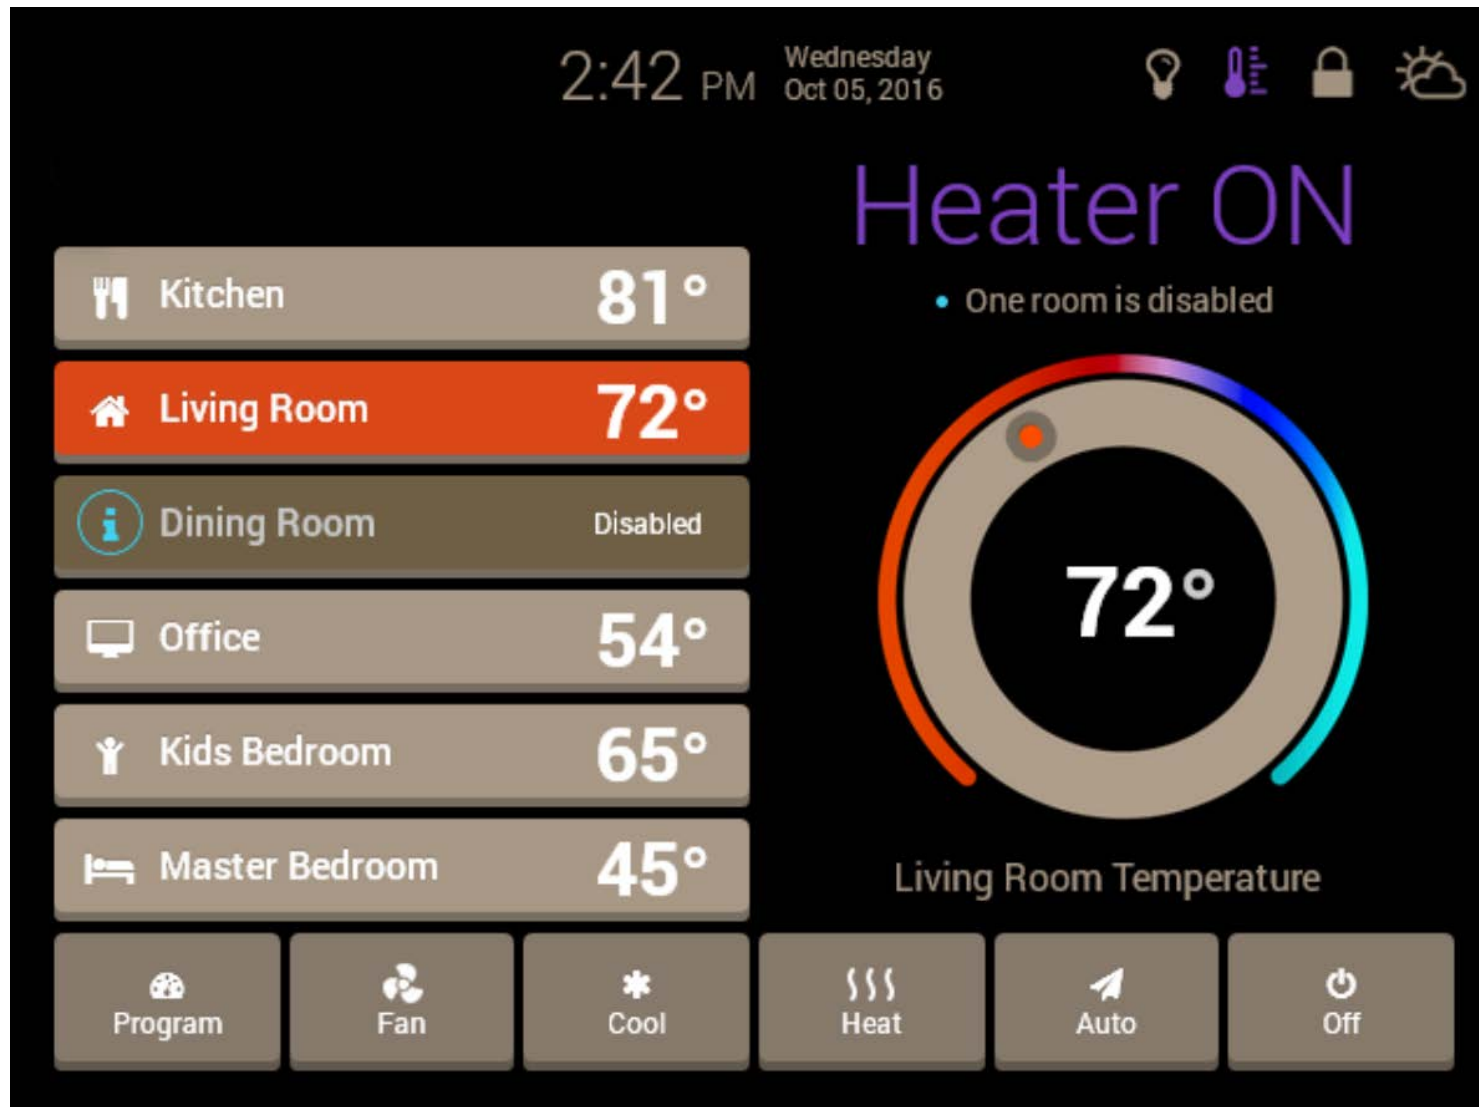 2:42 PM
Wednesday
Oct 05, 2016
Heater ON
One room is disabled
Kitchen 81°
Living Room 72°
Dining Room Disabled
Office 54°
Kids Bedroom 65°
Master Bedroom 45°
72°
Living Room Temperature
Program
Fan
Cool
Heat
Auto
Off